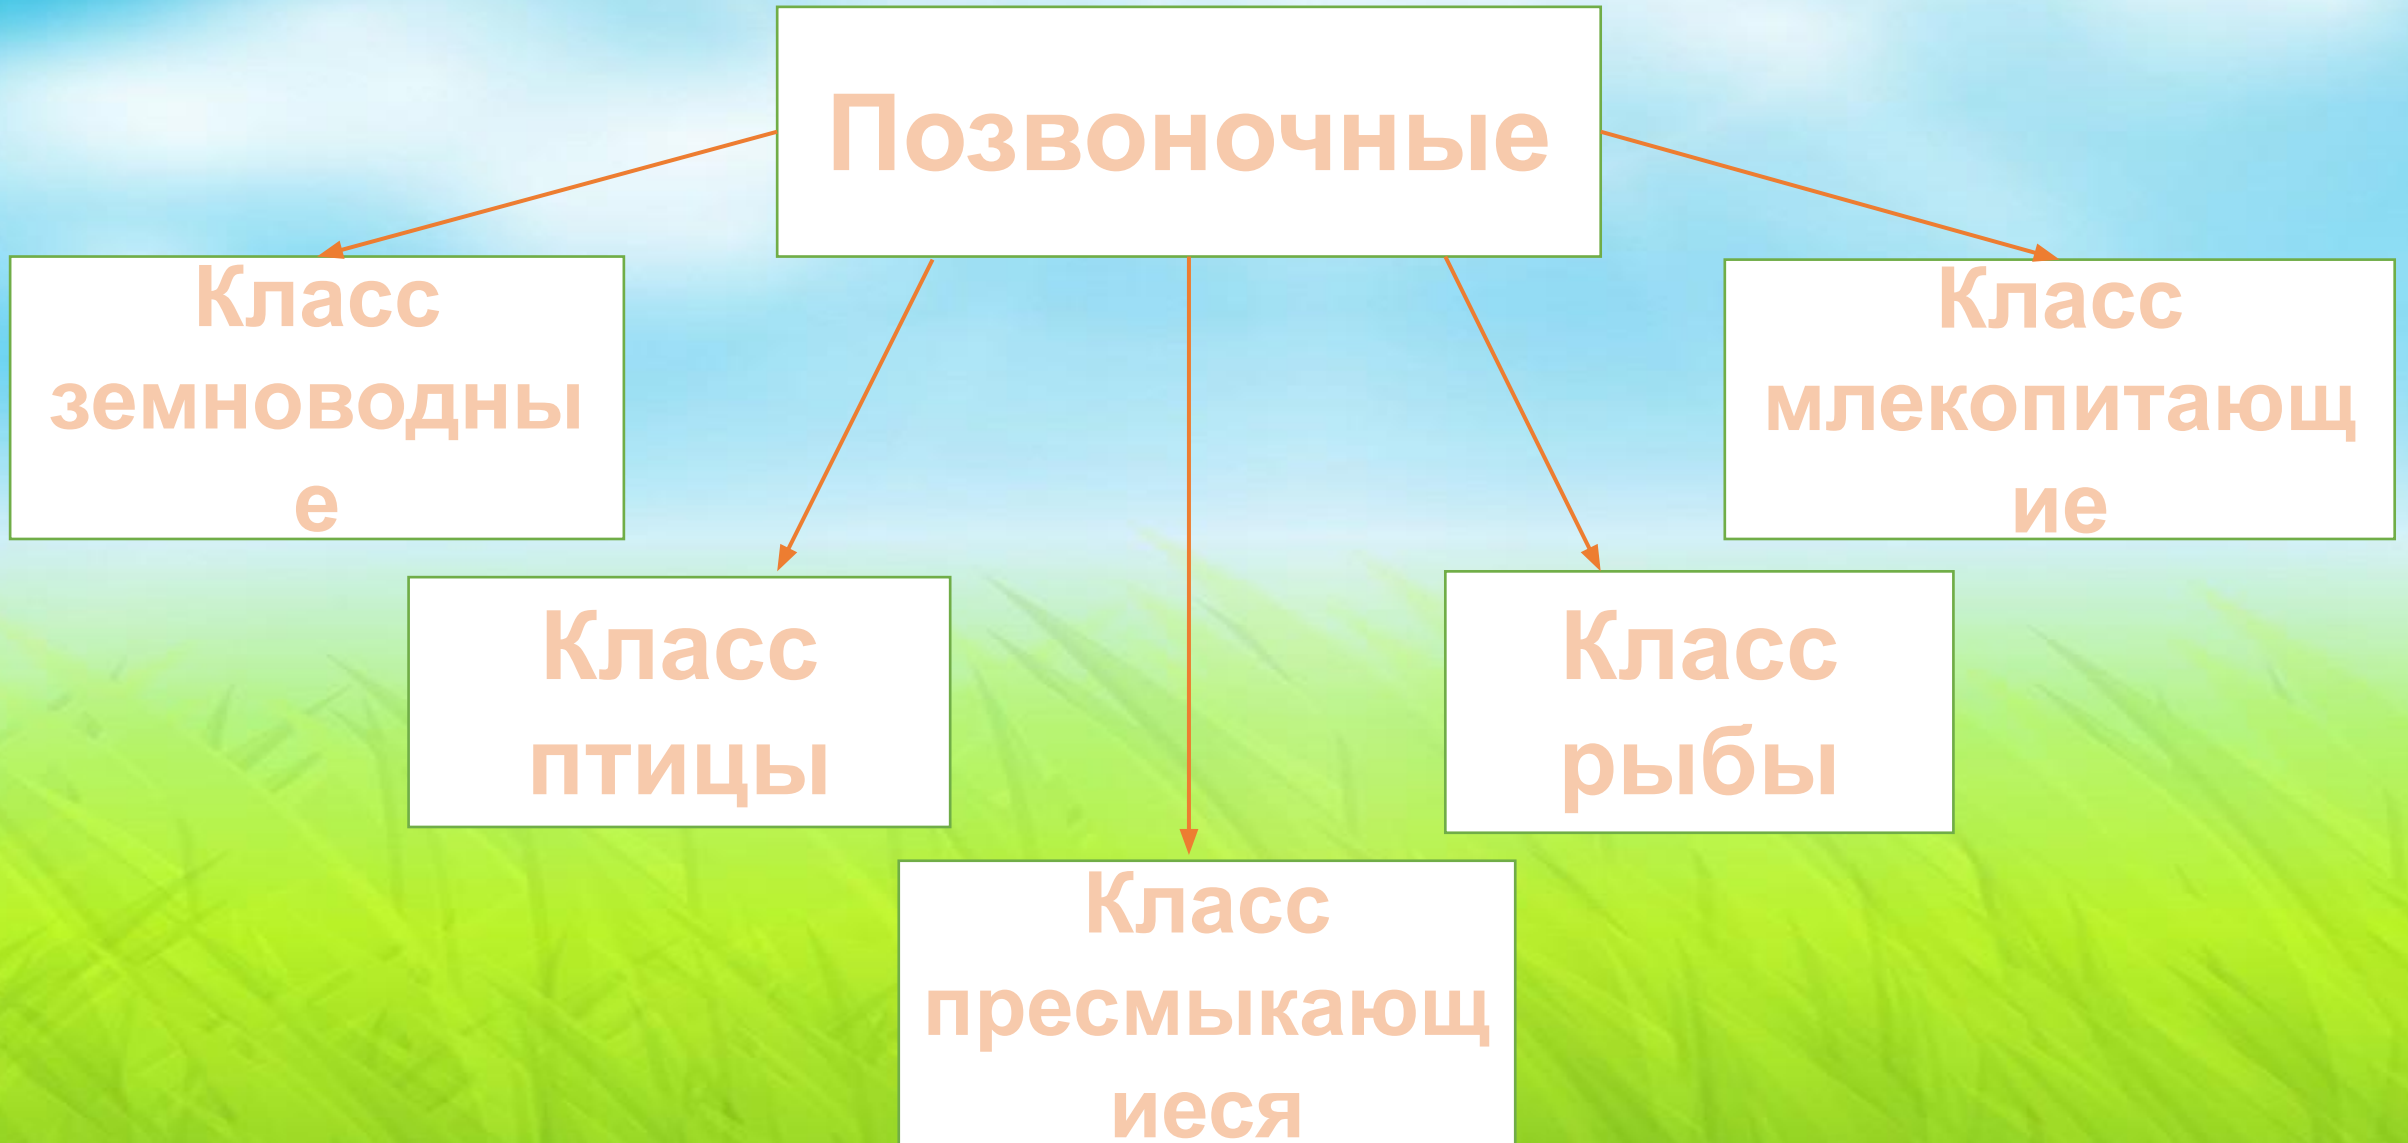 Позвоночные
Класс
земноводны
е
Класс
млекопитающ
ие
Класс
птицы
Класс
рыбы
Класс
пресмыкающ
иеся